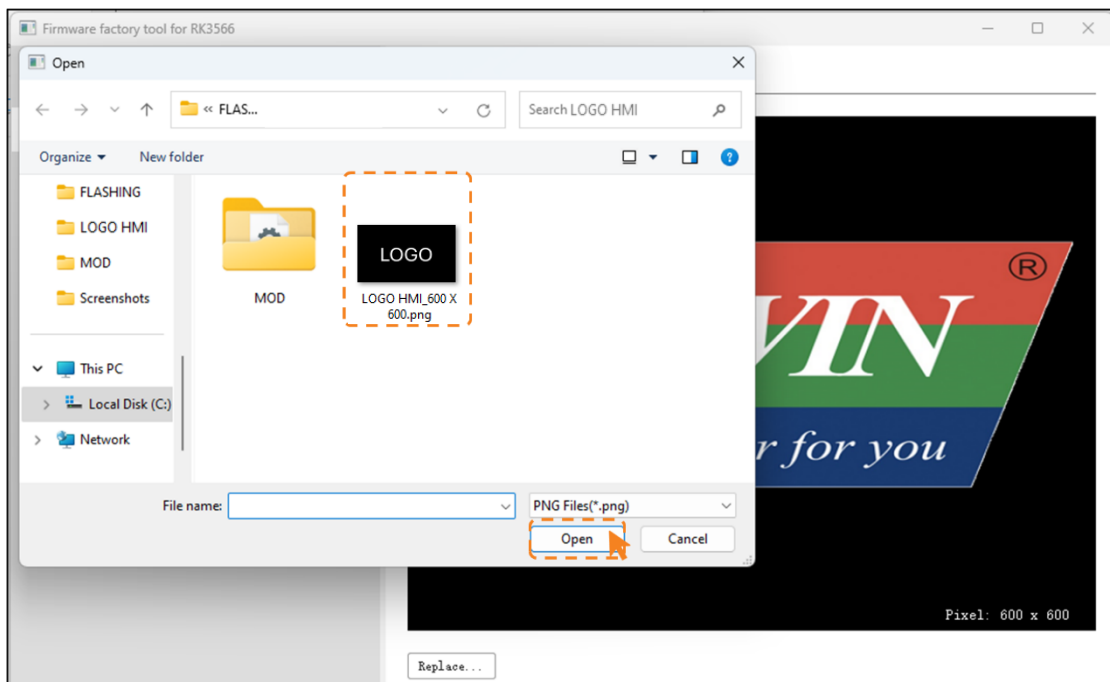 Firmware factory tool for RK3566
Open
« FLAS...
Search LOGO HMI
Organize
New folder
FLASHING
LOGO HMI
MOD
Screenshots
This PC
Local Disk (C:)
Network
MOD
LOGO
LOGO HMI_600 X
600.png
?
®
VIN
r for you
File name:
PNG Files(*.png)
Open
Cancel
Pixel: 600 x 600
Replace...